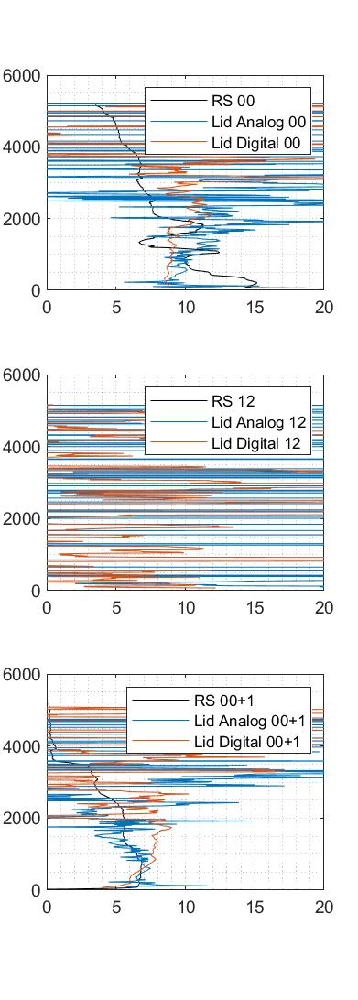 6000
RS 00
Lid Analog 00
Lid Digital 00
4000
2000
0
0 5 10 15 20
6000
RS 12
Lid Analog 12
Lid Digital 12
4000
2000
0
0 5 10 15 20
6000
RS 00+1
Lid Analog 00+1
Lid Digital 00+1
4000
2000
0
0 5 10 15 20